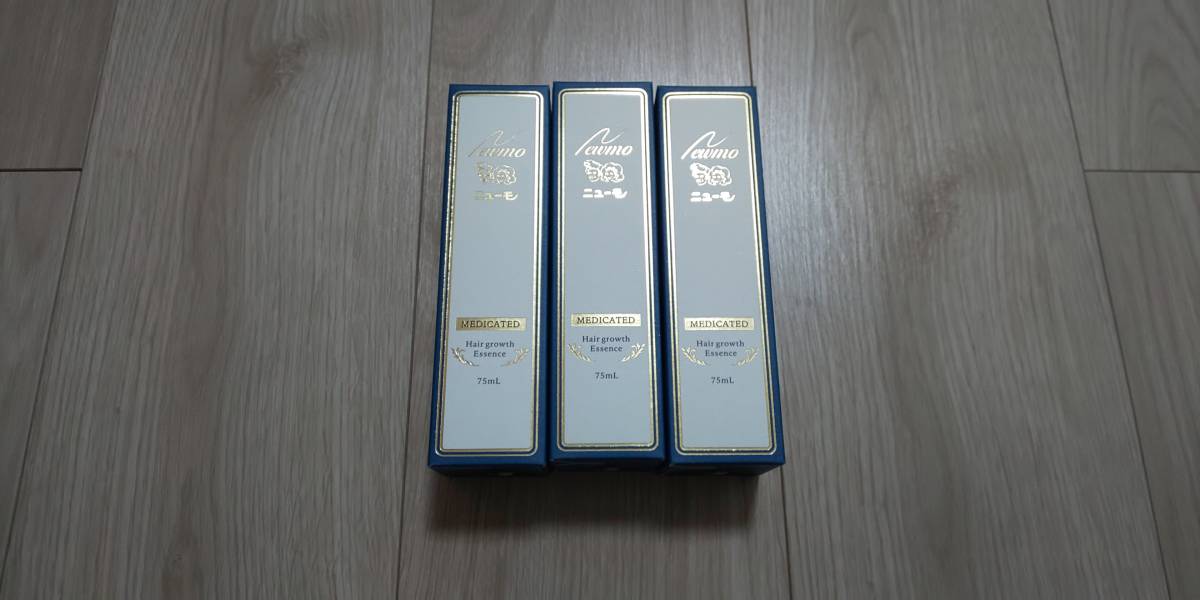 Newmo
ニューモ
MEDICATED
Hair growth
Essence
75mL
Newmo
ニューモ
MEDICATED
Hair growth
Essence
75mL
Newmo
ニューモ
MEDICATED
Hair growth
Essence
75mL